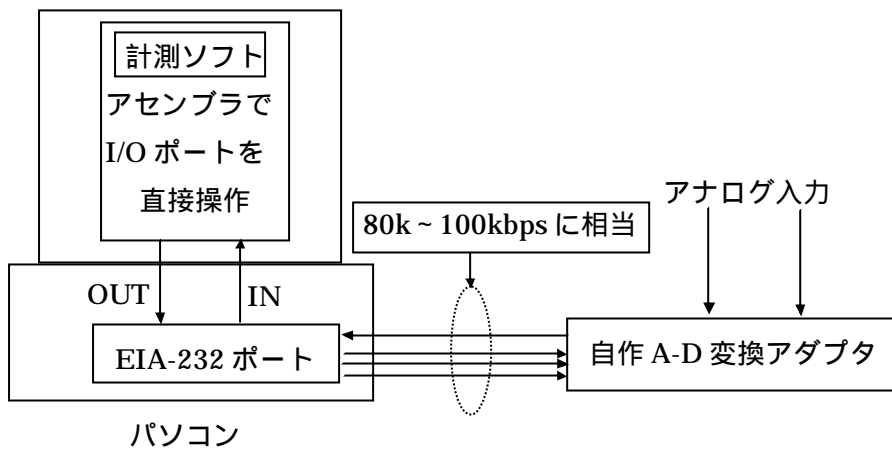 計測ソフト
アセンブラで
I/O ポートを
直接操作
アナログ入力
80k~100kbps に相当
OUT
IN
EIA-232 ポート
自作 A-D 変換アダプタ
パソコン